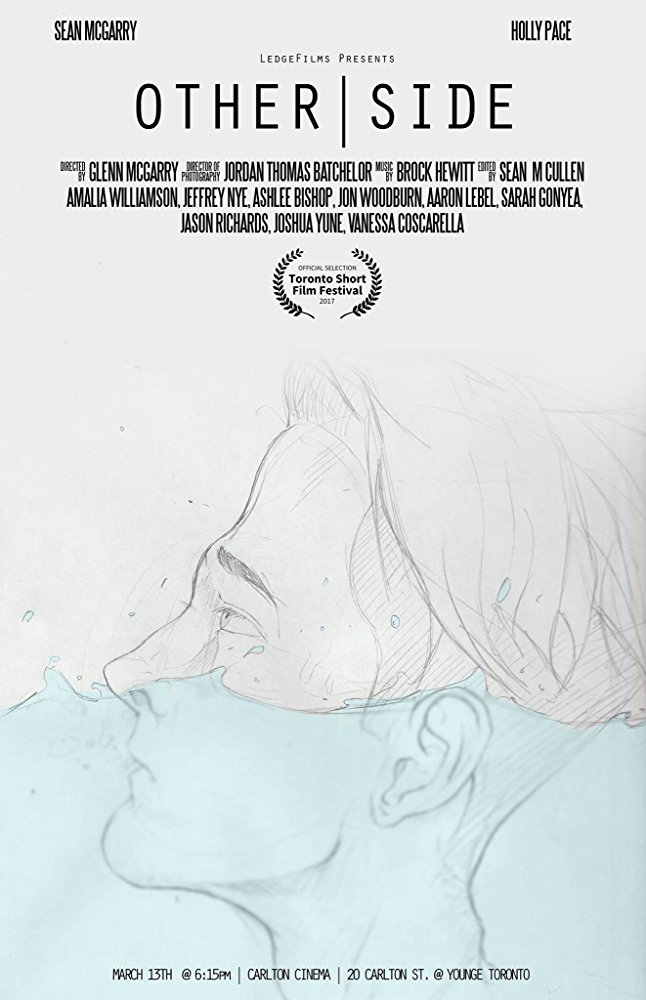 SEAN MCGARRY HOLLY PACE
LEDGEFILMS PRESENTS
OTHER|SIDE
DIRECTED BY GLENN MCGARRY DIRECTOR OF PHOTOGRAPHY JORDAN THOMAS BATCHELOR MUSIC BY BROCK HEWITT EDITED BY SEAN M CULLEN
AMALIA WILLIAMSON, JEFFREY NYE, ASHLEE BISHOP, JON WOODBURN, AARON LEBEL, SARAH GONYEA,
JASON RICHARDS, JOSHUA YUNE, VANESSA COSCARELLA
OFFICIAL SELECTION
Toronto Short
Film Festival
2017
MARCH 13TH @ 6:15PM | CARLTON CINEMA | 20 CARLTON ST. @ YOUNGE TORONTO